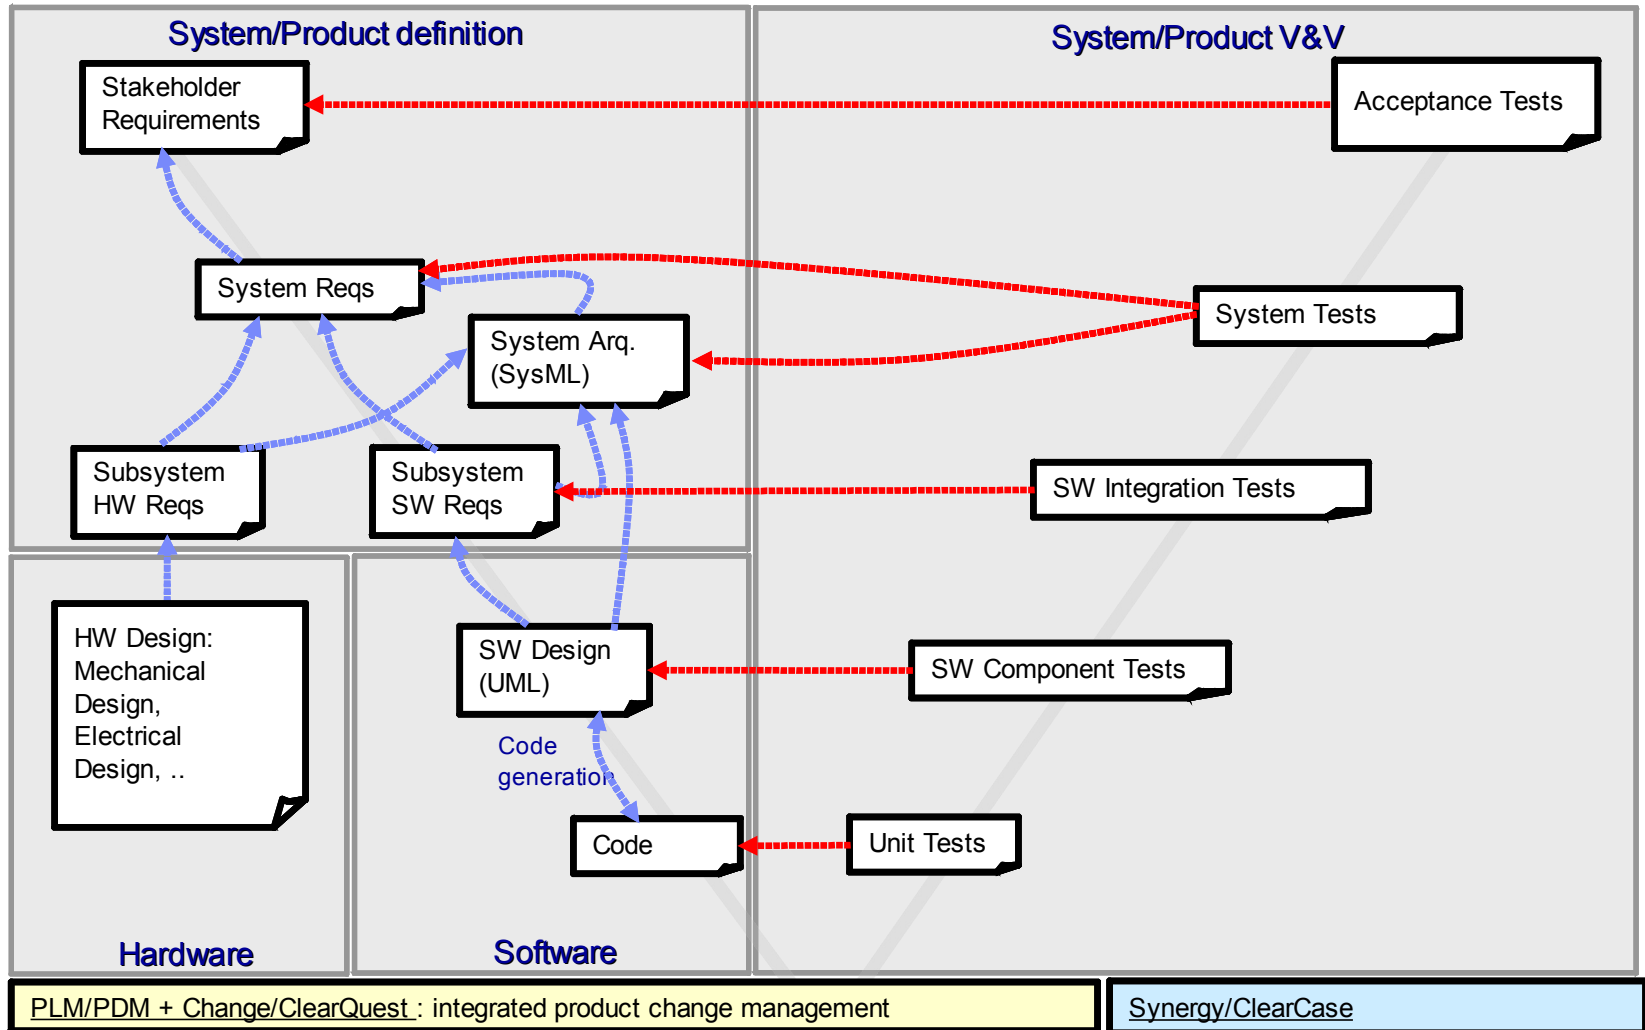 System/Product definition
System/Product V&V
Stakeholder
Requirements
Acceptance Tests
System Reqs
System Tests
System Arq.
(SysML)
Subsystem
HW Reqs
Subsystem
SW Reqs
SW Integration Tests
HW Design:
Mechanical
Design,
Electrical
Design, ..
SW Design
(UML)
SW Component Tests
Code
generation
Code
Unit Tests
Hardware
Software
PLM/PDM + Change/ClearQuest : integrated product change management
Synergy/ClearCase